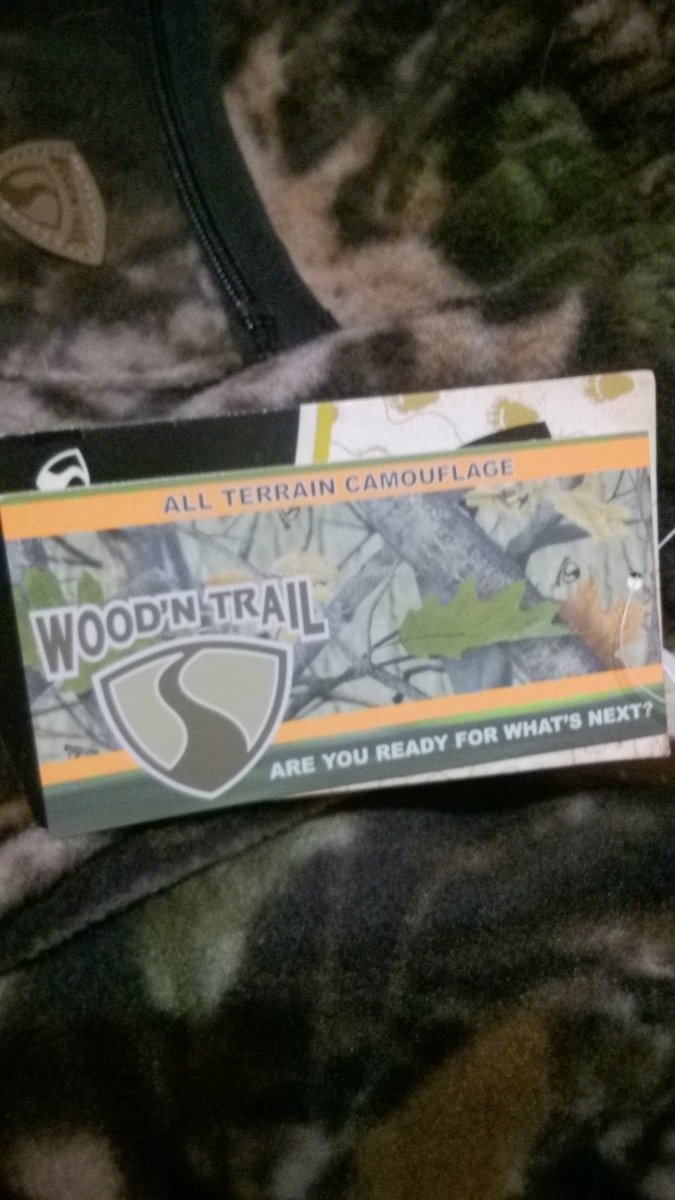 ALL TERRAIN CAMOUFLAGE
WOOD'N TRAIL
ARE YOU READY FOR WHAT'S NEXT?